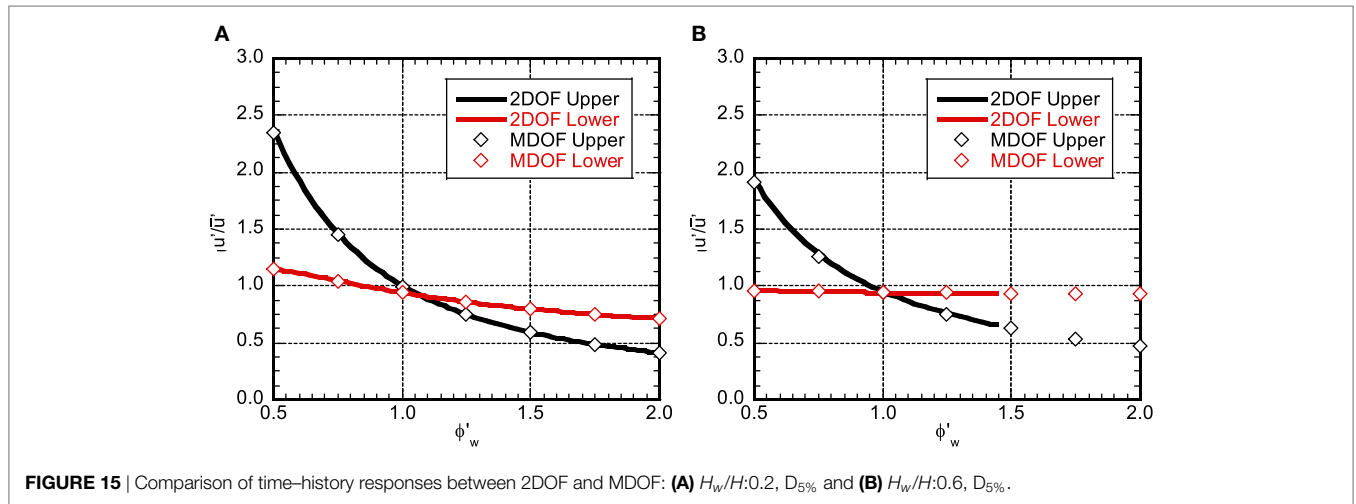 A
3.0
2.5
2.0
1.5
1.0
0.5
0.0
u'/ū'
0.5 1.0 1.5 2.0
ϕ'w
2DOF Upper
2DOF Lower
MDOF Upper
MDOF Lower
B
3.0
2.5
2.0
1.5
1.0
0.5
0.0
u'/ū'
0.5 1.0 1.5 2.0
ϕ'w
2DOF Upper
2DOF Lower
MDOF Upper
MDOF Lower
FIGURE 15 | Comparison of time–history responses between 2DOF and MDOF: (A) Hw/H:0.2, D5% and (B) Hw/H:0.6, D5%.